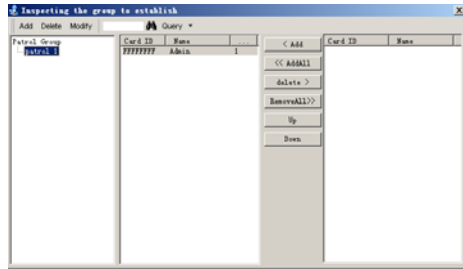 Inspecting the group to establish
Add Delete Modify Query
Patrol Group
patrol 1
Card ID Name ...
FFFFFFFF Admin 1
< Add
<< AddAll
delete >
RemoveAll>>
Up
Down
Card ID Name